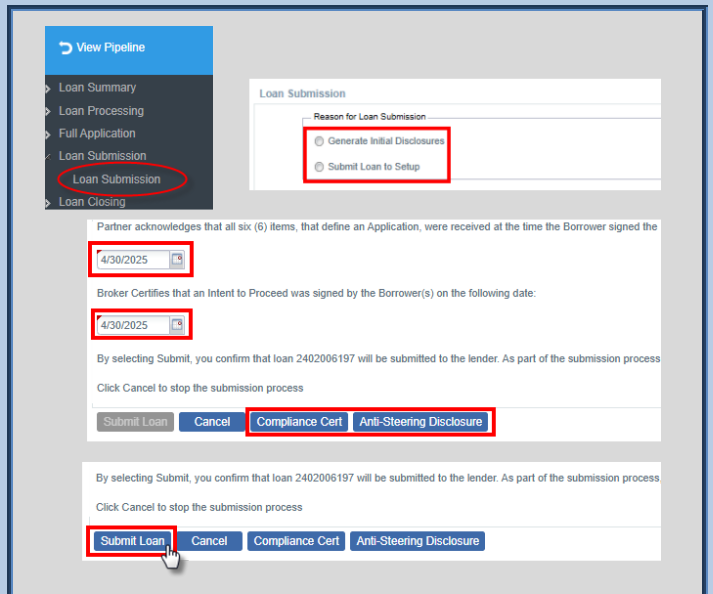 View Pipeline
Loan Summary
Loan Processing
Full Application
Loan Submission
Loan Submission
Loan Closing
Loan Submission
Reason for Loan Submission
Generate Initial Disclosures
Submit Loan to Setup
Partner acknowledges that all six (6) items, that define an Application, were received at the time the Borrower signed the
4/30/2025
Broker Certifies that an Intent to Proceed was signed by the Borrower(s) on the following date:
4/30/2025
By selecting Submit, you confirm that loan 2402006197 will be submitted to the lender. As part of the submission process
Click Cancel to stop the submission process
Submit Loan Cancel Compliance Cert Anti-Steering Disclosure
By selecting Submit, you confirm that loan 2402006197 will be submitted to the lender. As part of the submission process,
Click Cancel to stop the submission process
Submit Loan Cancel Compliance Cert Anti-Steering Disclosure